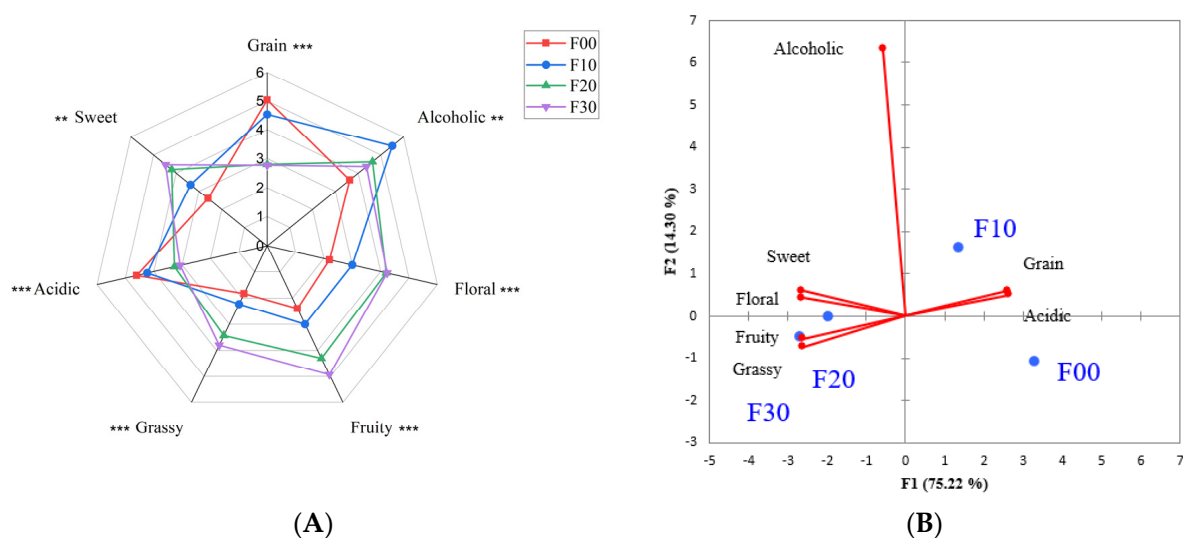 Grain ***
F00
F10
F20
F30
** Sweet
Alcoholic **
*** Acidic
Floral ***
*** Grassy
Fruity ***
6
5
4
3
2
1
0
(A)
7
6
5
4
3
2
1
0
-1
-2
-3
F2 (14.30 %)
Alcoholic
F10
Sweet
Grain
Floral
Acidic
Fruity
Grassy
F20
F00
F30
-5 -4 -3 -2 -1 0 1 2 3 4 5 6 7
F1 (75.22 %)
(B)